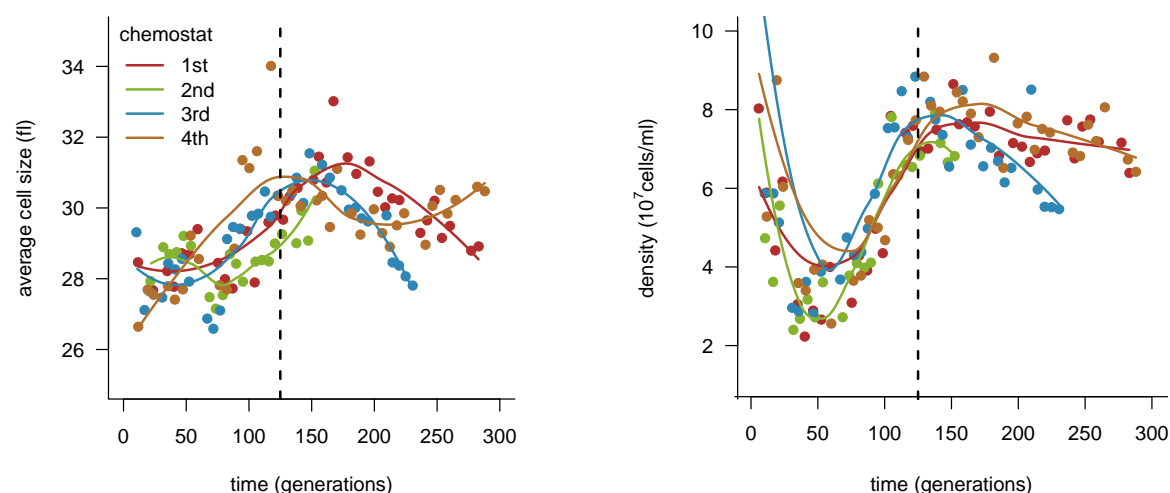 chemostat
1st
2nd
3rd
4th
34
32
30
28
26
average cell size (fl)
0 50 100 150 200 250 300
time (generations)
10
8
6
4
2
density (10⁷cells/ml)
0 50 100 150 200 250 300
time (generations)